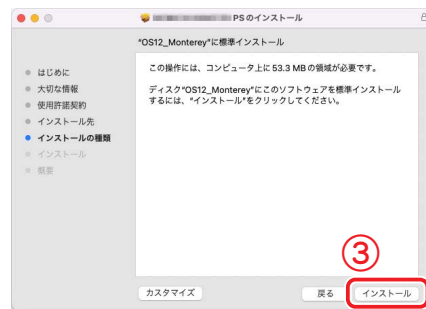 PSのインストール
"OS12_Monterey"に標準インストール
はじめに
大切な情報
使用許諾契約
インストール先
インストールの種類
インストール
概要
この操作には、コンピュータ上に 53.3 MB の領域が必要です。
ディスク"OS12_Monterey"にこのソフトウェアを標準インストール
するには、"インストール"をクリックしてください。
③
カスタマイズ
戻る
インストール